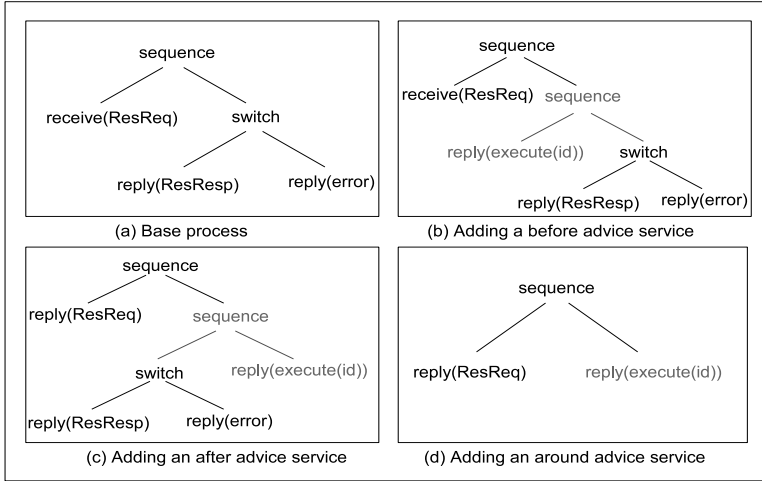 sequence
receive(ResReq)
switch
reply(ResResp)
reply(error)
(a) Base process
sequence
receive(ResReq)
sequence
reply(execute(id))
switch
reply(ResResp)
reply(error)
(b) Adding a before advice service
sequence
reply(ResReq)
sequence
switch
reply(execute(id))
reply(ResResp)
reply(error)
(c) Adding an after advice service
sequence
reply(ResReq)
reply(execute(id))
(d) Adding an around advice service